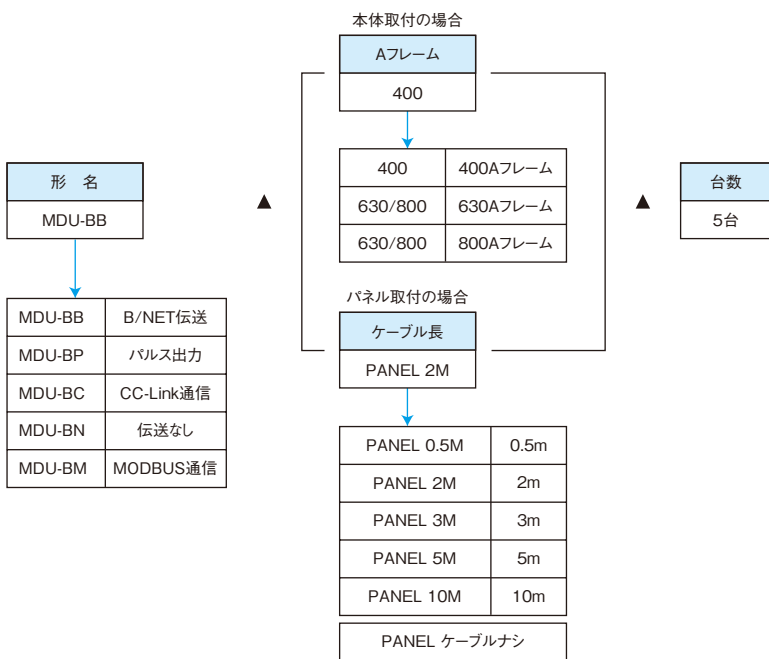 本体取付の場合
Aフレーム
400
400 400Aフレーム
630/800 630Aフレーム
630/800 800Aフレーム
形 名
MDU-BB
▲
▲
台数
5台
MDU-BB B/NET伝送
MDU-BP パルス出力
MDU-BC CC-Link通信
MDU-BN 伝送なし
MDU-BM MODBUS通信
パネル取付の場合
ケーブル長
PANEL 2M
PANEL 0.5M 0.5m
PANEL 2M 2m
PANEL 3M 3m
PANEL 5M 5m
PANEL 10M 10m
PANEL ケーブルナシ